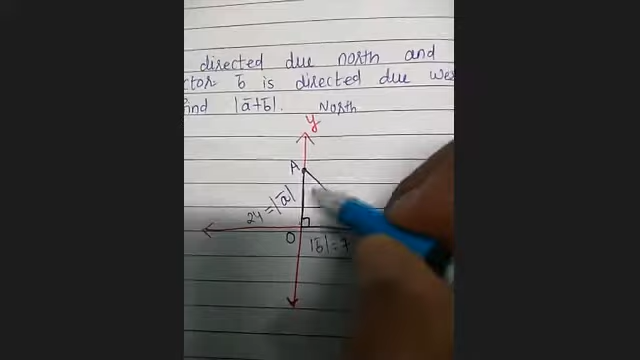 directed due north and
ctor b̅ is directed due wes
find |a̅+b̅|. North
y
A
24 = |a̅|
O
|b̅| = 7